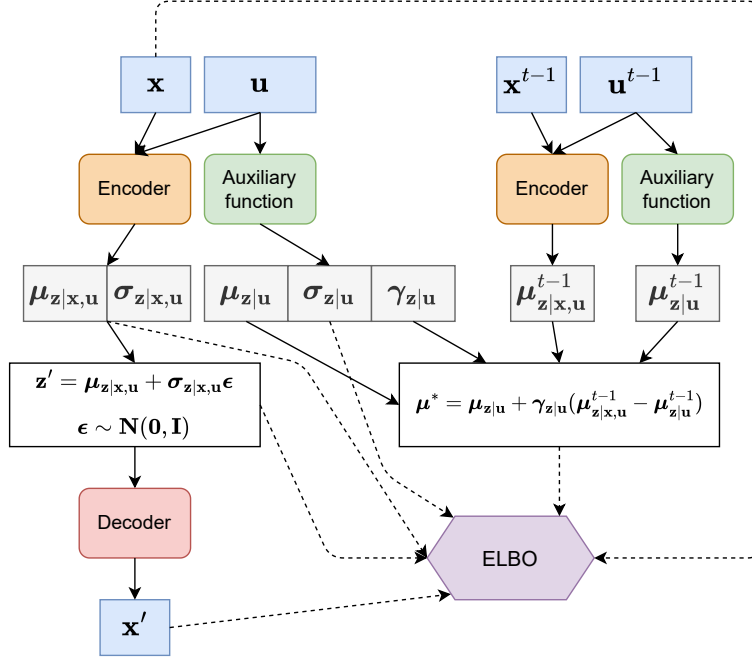 x u x^{t−1} u^{t−1}
Encoder Auxiliary function Encoder Auxiliary function
μ_{z|x,u} σ_{z|x,u} μ_{z|u} σ_{z|u} γ_{z|u} μ^{t−1}_{z|x,u} μ^{t−1}_{z|u}
z′ = μ_{z|x,u} + σ_{z|x,u}ϵ
ϵ ∼ N(0, I)
μ* = μ_{z|u} + γ_{z|u}(μ^{t−1}_{z|x,u} − μ^{t−1}_{z|u})
Decoder
ELBO
x′